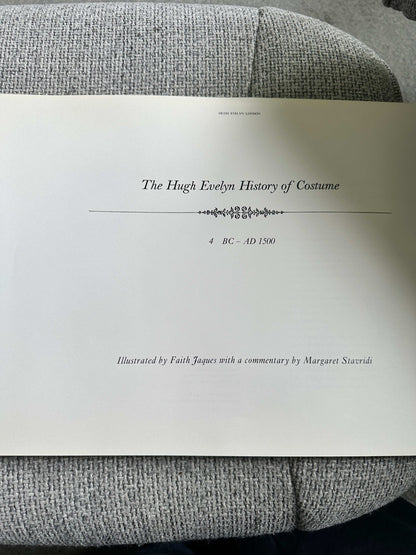 HUGH EVELYN LONDON
The Hugh Evelyn History of Costume
4 BC – AD 1500
Illustrated by Faith Jaques with a commentary by Margaret Stavridi